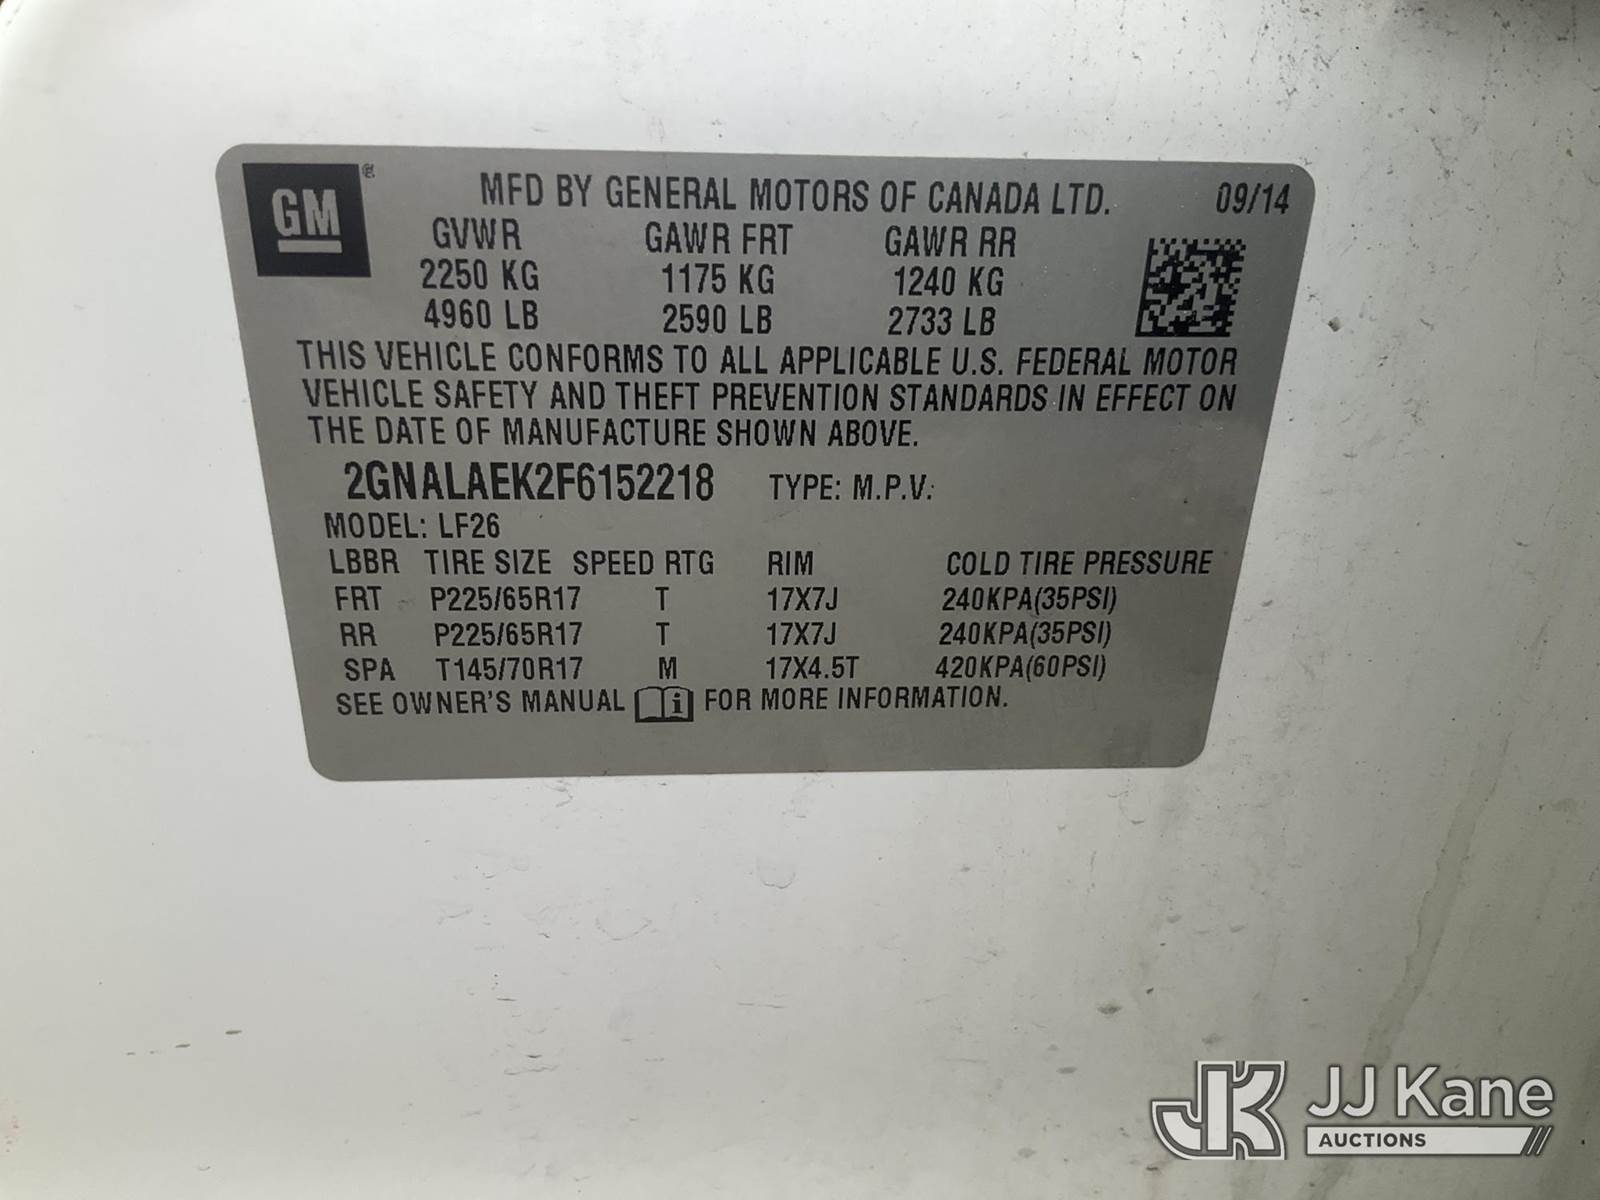 GM
MFD BY GENERAL MOTORS OF CANADA LTD. 09/14
GVWR GAWR FRT GAWR RR
2250 KG 1175 KG 1240 KG
4960 LB 2590 LB 2733 LB
THIS VEHICLE CONFORMS TO ALL APPLICABLE U.S. FEDERAL MOTOR
VEHICLE SAFETY AND THEFT PREVENTION STANDARDS IN EFFECT ON
THE DATE OF MANUFACTURE SHOWN ABOVE.
2GNALAEK2F6152218 TYPE: M.P.V.
MODEL: LF26
LBBR TIRE SIZE SPEED RTG RIM COLD TIRE PRESSURE
FRT P225/65R17 T 17X7J 240KPA(35PSI)
RR P225/65R17 T 17X7J 240KPA(35PSI)
SPA T145/70R17 M 17X4.5T 420KPA(60PSI)
SEE OWNER'S MANUAL i FOR MORE INFORMATION.
JK JJ Kane
AUCTIONS